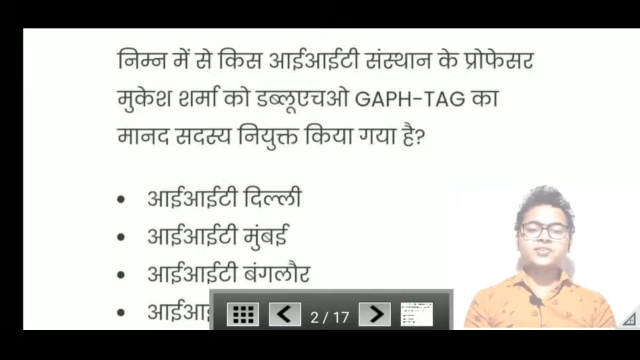 निम्न में से किस आईआईटी संस्थान के प्रोफेसर
मुकेश शर्मा को डब्लूएचओ GAPH-TAG का
मानद सदस्य नियुक्त किया गया है?
• आईआईटी दिल्ली
• आईआईटी मुंबई
• आईआईटी बंगलौर
2 / 17